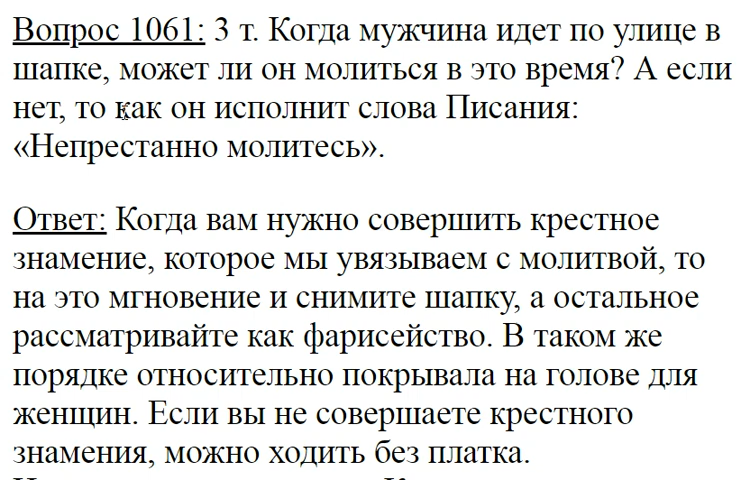 Вопрос 1061: 3 т. Когда мужчина идет по улице в
шапке, может ли он молиться в это время? А если
нет, то как он исполнит слова Писания:
«Непрестанно молитесь».
Ответ: Когда вам нужно совершить крестное
знамение, которое мы увязываем с молитвой, то
на это мгновение и снимите шапку, а остальное
рассматривайте как фарисейство. В таком же
порядке относительно покрывала на голове для
женщин. Если вы не совершаете крестного
знамения, можно ходить без платка.